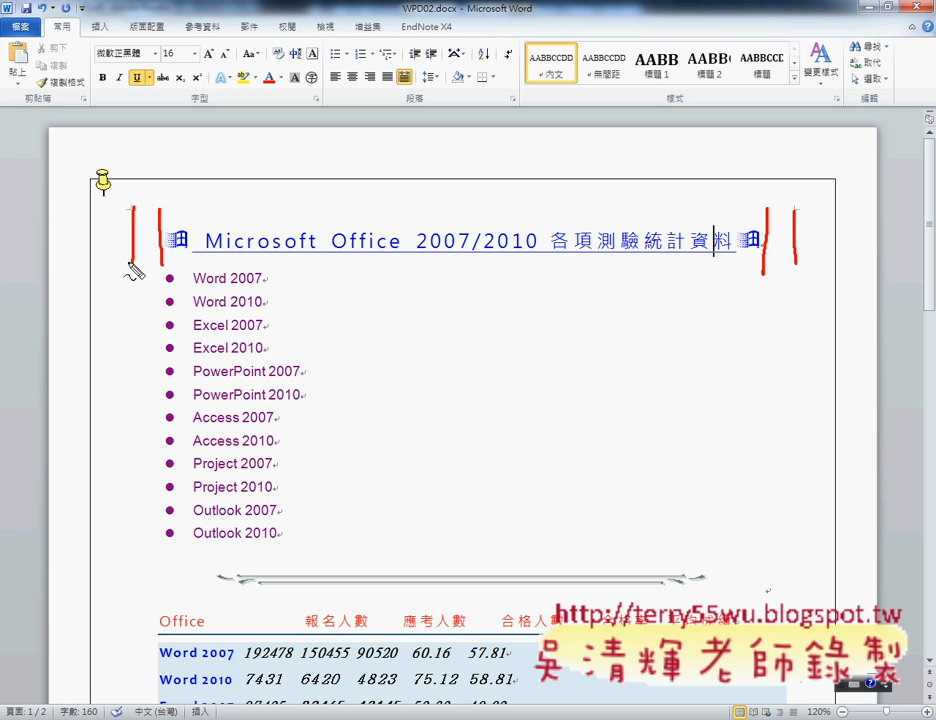 WPD02.docx - Microsoft Word
檔案 常用 插入 版面配置 參考資料 郵件 校閱 檢視 增益集 EndNote X4
貼上 剪下 複製 複製格式
微軟正黑體 16
AABBCCDD AABBCCDD AABB AABB AABBCCC
內文 無間距 標題 1 標題 2 標題
變更樣式
尋找 取代 選取
剪貼簿 字型 段落 樣式 編輯
Microsoft Office 2007/2010 各項測驗統計資料
Word 2007
Word 2010
Excel 2007
Excel 2010
PowerPoint 2007
PowerPoint 2010
Access 2007
Access 2010
Project 2007
Project 2010
Outlook 2007
Outlook 2010
Office 報名人數 應考人數 合格人數
http://terry55wu.blogspot.tw
吳清輝老師錄製
Word 2007 192478 150455 90520 60.16 57.81
Word 2010 7431 6420 4823 75.12 58.81
頁面: 1 / 2 字數: 160 中文 (台灣) 插入 120%